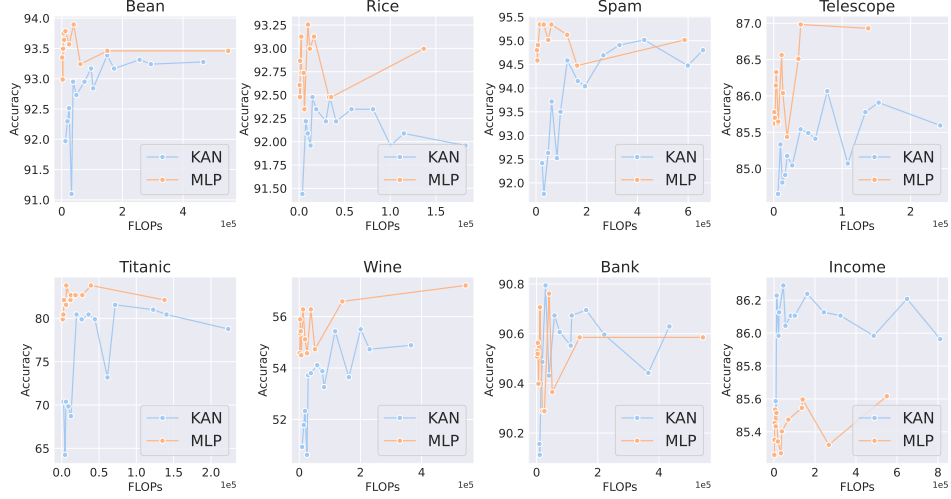 Bean
Rice
Spam
Telescope
94.0
93.5
93.0
92.5
92.0
91.5
91.0
Accuracy
0
2
4
FLOPs
1e5
KAN
MLP
93.25
93.00
92.75
92.50
92.25
92.00
91.75
91.50
Accuracy
0.0
0.5
1.0
1.5
FLOPs
1e5
KAN
MLP
95.5
95.0
94.5
94.0
93.5
93.0
92.5
92.0
Accuracy
0
2
4
6
FLOPs
1e5
KAN
MLP
87.0
86.5
86.0
85.5
85.0
Accuracy
0
1
2
FLOPs
1e5
KAN
MLP
Titanic
Wine
Bank
Income
80
75
70
65
Accuracy
0.0
0.5
1.0
1.5
2.0
FLOPs
1e5
KAN
MLP
56
54
52
Accuracy
0
2
4
FLOPs
1e5
KAN
MLP
90.8
90.6
90.4
90.2
Accuracy
0
2
4
FLOPs
1e5
KAN
MLP
86.2
86.0
85.8
85.6
85.4
Accuracy
0
2
4
6
8
FLOPs
1e5
KAN
MLP